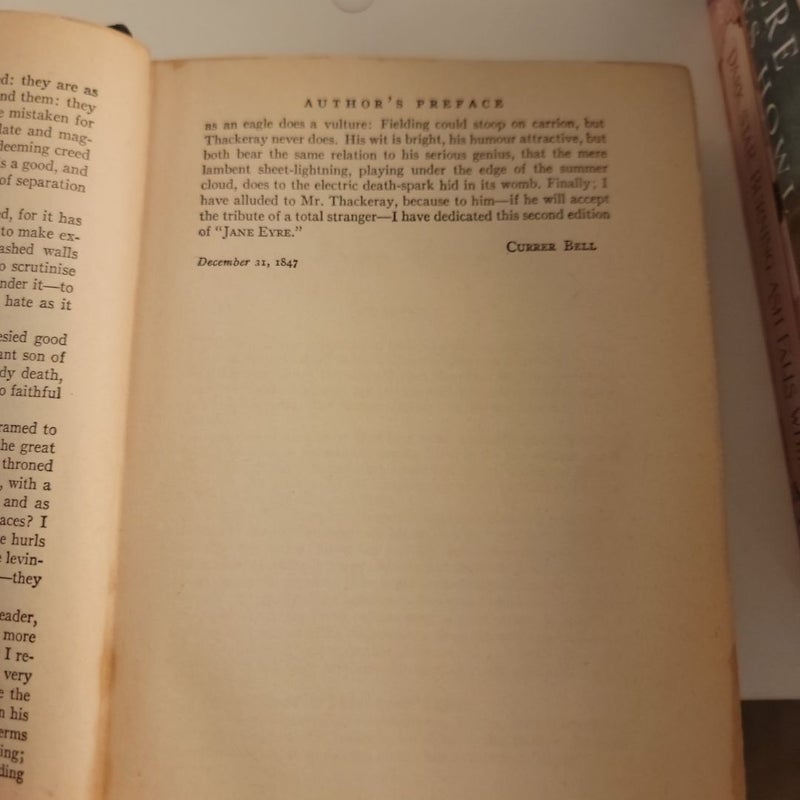 d: they are as
nd them: they
e mistaken for
late and mag-
deeming creed
s a good, and
of separation
d, for it has
to make ex-
ashed walls
o scrutinise
nder it—to
hate as it
esied good
ant son of
dy death,
o faithful
ramed to
he great
throned
, with a
and as
aces? I
e hurls
levin-
—they
eader,
more
I re-
very
e the
n his
erms
ing;
ding
AUTHOR'S PREFACE
as an eagle does a vulture: Fielding could stoop on carrion, but
Thackeray never does. His wit is bright, his humour attractive, but
both bear the same relation to his serious genius, that the mere
lambent sheet-lightning, playing under the edge of the summer
cloud, does to the electric death-spark hid in its womb. Finally; I
have alluded to Mr. Thackeray, because to him—if he will accept
the tribute of a total stranger—I have dedicated this second edition
of "JANE EYRE."
CURRER BELL
December 21, 1847
ERE
HOWL
DIANA
STAR
BURNING, ASH FALLS